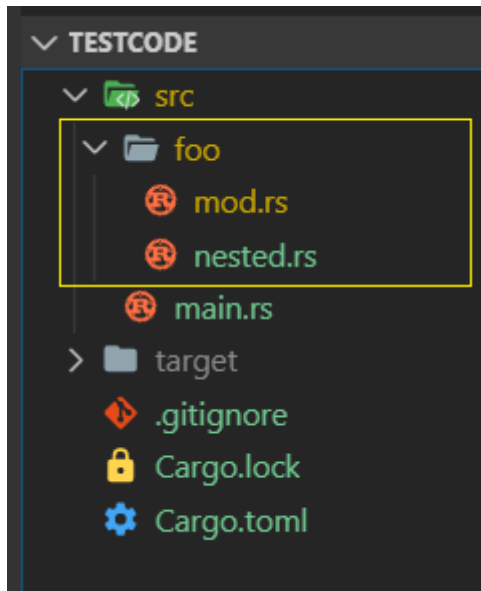 TESTCODE
src
foo
mod.rs
nested.rs
main.rs
target
.gitignore
Cargo.lock
Cargo.toml